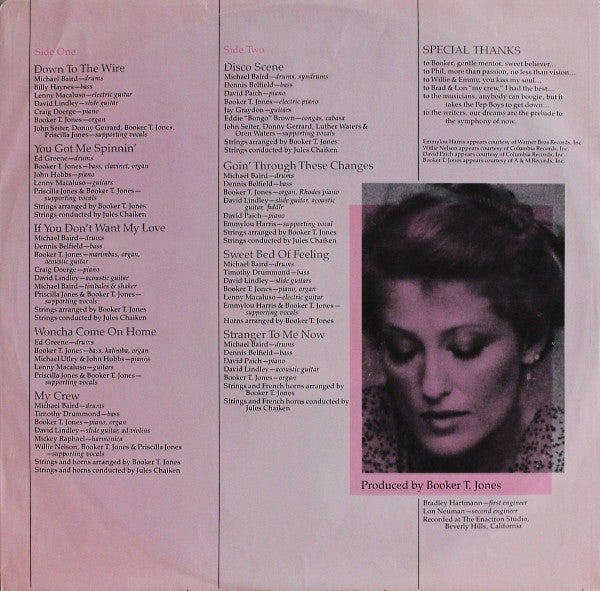 Side One
Down To The Wire
Michael Baird—drums
Billy Haynes—bass
Lenny Macaluso—electric guitar
David Lindley—slide guitar
Craig Doerge—piano
Booker T. Jones—organ
John Seiter, Donny Gerrard, Booker T. Jones,
Priscilla Jones—supporting vocals
You Got Me Spinnin'
Ed Greene—drums
Booker T. Jones—bass, clavinet, organ
John Hobbs—piano
Lenny Macaluso—guitars
Priscilla Jones & Booker T. Jones—
supporting vocals
Strings arranged by Booker T. Jones
Strings conducted by Jules Chaiken
If You Don't Want My Love
Michael Baird—drums
Dennis Belfield—bass
Booker T. Jones—marimbas, organ,
acoustic guitar
Craig Doerge—piano
David Lindley—acoustic guitar
Michael Baird—timbales & shaker
Priscilla Jones & Booker T. Jones—
supporting vocals
Strings arranged by Booker T. Jones
Strings conducted by Jules Chaiken
Woncha Come On Home
Ed Greene—drums
Booker T. Jones—bass, kalimba, organ
Michael Utley & John Hobbs—pianos
Lenny Macaluso—guitars
Priscilla Jones & Booker T. Jones—
supporting vocals
My Crew
Michael Baird—drums
Timothy Drummond—bass
Booker T. Jones—piano, organ
David Lindley—slide guitar, ad violins
Mickey Raphael—harmonica
Willie Nelson, Booker T. Jones & Priscilla Jones
—supporting vocals
Strings and horns arranged by Booker T. Jones
Strings and horns conducted by Jules Chaiken
Side Two
Disco Scene
Michael Baird—drums, syndrums
Dennis Belfield—bass
David Paich—piano
Booker T. Jones—electric piano
Jay Graydon—guitars
Eddie "Bongo" Brown—congas, cabasa
John Seiter, Donny Gerrard, Luther Waters &
Oren Waters—supporting vocals
Strings arranged by Booker T. Jones
Strings conducted by Jules Chaiken
Goin' Through These Changes
Michael Baird—drums
Dennis Belfield—bass
Booker T. Jones—organ, Rhodes piano
David Lindley—slide guitar, acoustic
guitar, fiddle
David Paich—piano
Emmylou Harris—supporting vocal
Strings arranged by Booker T. Jones
Strings conducted by Jules Chaiken
Sweet Bed Of Feeling
Michael Baird—drums
Timothy Drummond—bass
David Lindley—slide guitars
Booker T. Jones—piano, organ
Lenny Macaluso—electric guitar
Emmylou Harris & Booker T. Jones—
supporting vocals
Horns arranged by Booker T. Jones
Stranger To Me Now
Michael Baird—drums
Dennis Belfield—bass
David Paich—piano
David Lindley—acoustic guitar
Booker T. Jones—organ
Strings and French horns arranged by
Booker T. Jones
Strings and French horns conducted by
Jules Chaiken
SPECIAL THANKS
to Booker, gentle mentor, sweet believer...
to Phil, more than passion, no less than vision...
to Willie & Emmy, you kiss my soul...
to Brad & Lon "my crew," I had the best...
to the musicians, anybody can boogie, but it
takes the Pep Boys to get down...
to the writers, our dreams are the prelude to
the symphony of now.
Emmylou Harris appears courtesy of Warner Bros Records, Inc.
Willie Nelson appears courtesy of Columbia Records, Inc.
David Paich appears courtesy of Columbia Records, Inc.
Booker T. Jones appears courtesy of A & M Records, Inc.
Produced by Booker T. Jones
Bradley Hartmann—first engineer
Lon Neuman—second engineer
Recorded at The Enactron Studio,
Beverly Hills, California